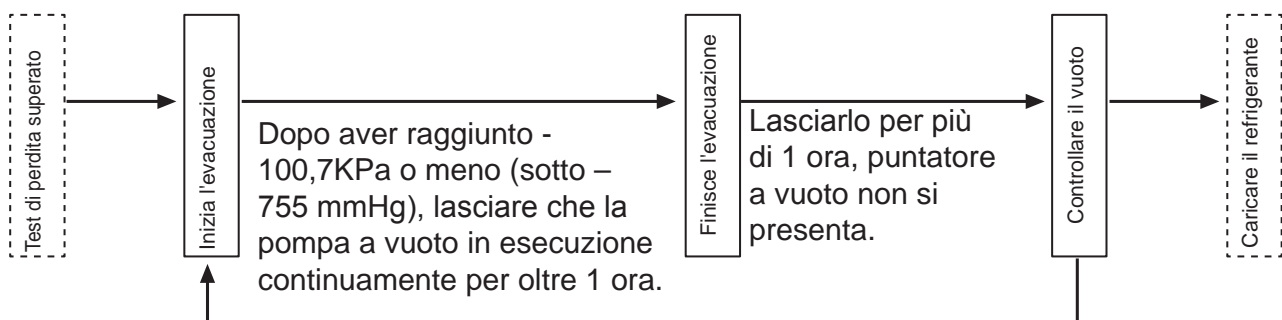 Test di perdita superato
Inizia l'evacuazione
Dopo aver raggiunto -
100,7KPa o meno (sotto –
755 mmHg), lasciare che la
pompa a vuoto in esecuzione
continuamente per oltre 1 ora.
Finisce l'evacuazione
Lasciarlo per più
di 1 ora, puntatore
a vuoto non si
presenta.
Controllare il vuoto
Caricare il refrigerante